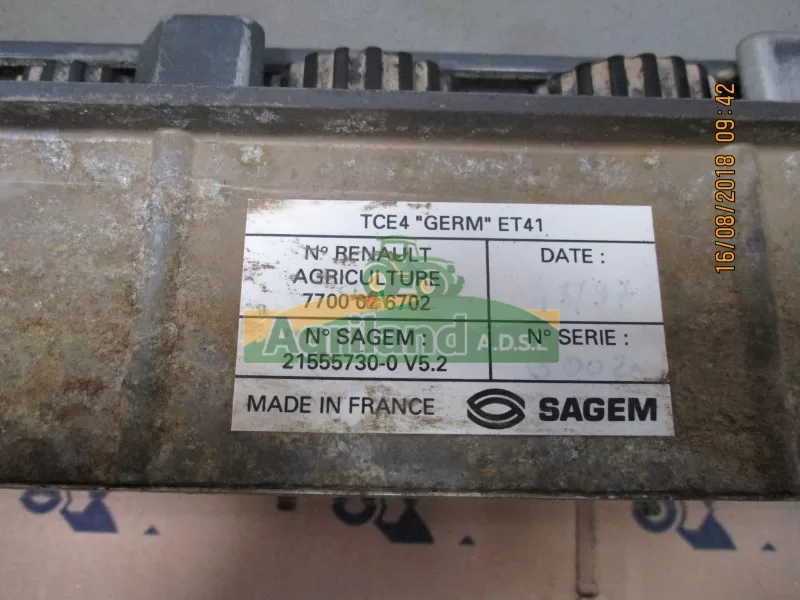 TCE4 "GERM" ET41
N° RENAULT
AGRICULTURE
7700 02 6702
DATE :
N° SAGEM :
21555730-0 V5.2
N° SERIE :
MADE IN FRANCE
SAGEM
Agriland A.D.S.L
16/08/2018 09:42